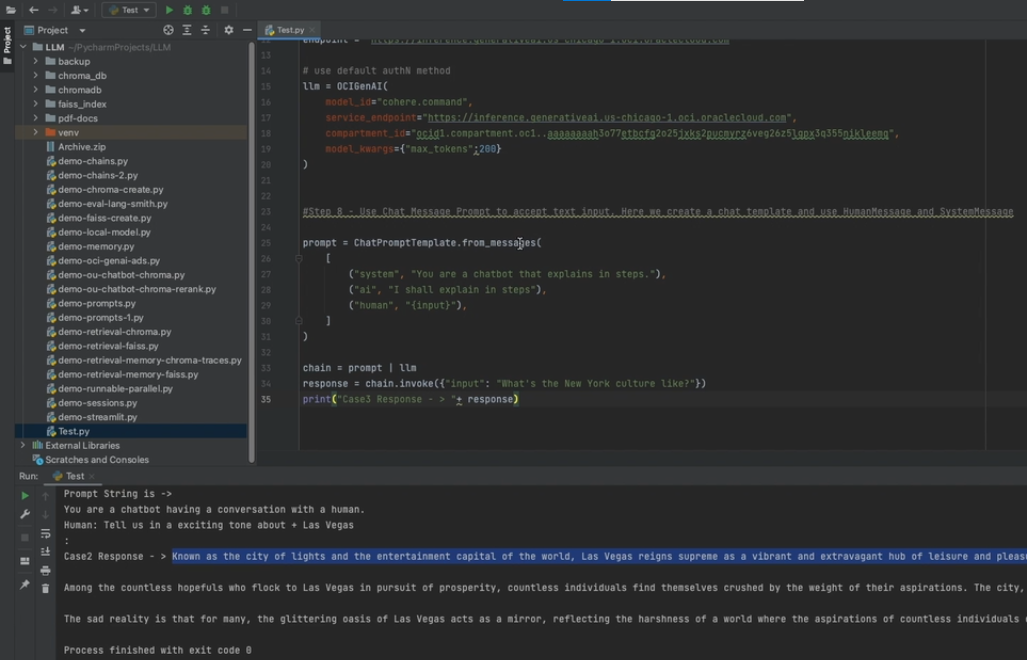 Test
Project
Project
Test.py
LLM ~/PycharmProjects/LLM
backup
chroma_db
chromadb
faiss_index
pdf-docs
venv
Archive.zip
demo-chains.py
demo-chains-2.py
demo-chroma-create.py
demo-eval-lang-smith.py
demo-faiss-create.py
demo-local-model.py
demo-memory.py
demo-oci-genai-ads.py
demo-ou-chatbot-chroma.py
demo-ou-chatbot-chroma-rerank.py
demo-prompts.py
demo-prompts-1.py
demo-retrieval-chroma.py
demo-retrieval-faiss.py
demo-retrieval-memory-chroma-traces.py
demo-retrieval-memory-faiss.py
demo-runnable-parallel.py
demo-sessions.py
demo-streamlit.py
Test.py
External Libraries
Scratches and Consoles
12 endpoint = "https://inference.generativeai.us-chicago-1.oci.oraclecloud.com"
13
14 # use default authN method
15 llm = OCIGenAI(
16 model_id="cohere.command",
17 service_endpoint="https://inference.generativeai.us-chicago-1.oci.oraclecloud.com",
18
19 model_kwargs={"max_tokens":200}
20 )
21
22
23 #Step 8 - Use Chat Message Prompt to accept text input. Here we create a chat template and use HumanMessage and SystemMessage
24
25 prompt = ChatPromptTemplate.from_messages(
26 [
27 ("system", "You are a chatbot that explains in steps."),
28 ("ai", "I shall explain in steps"),
29 ("human", "{input}"),
30 ]
31 )
32
33 chain = prompt | llm
34 response = chain.invoke({"input": "What's the New York culture like?"})
35 print("Case3 Response - > "+ response)
Run: Test
Prompt String is ->
You are a chatbot having a conversation with a human.
Human: Tell us in a exciting tone about + Las Vegas
:
Case2 Response - > Known as the city of lights and the entertainment capital of the world, Las Vegas reigns supreme as a vibrant and extravagant hub of leisure and pleas
Among the countless hopefuls who flock to Las Vegas in pursuit of prosperity, countless individuals find themselves crushed by the weight of their aspirations. The city,
The sad reality is that for many, the glittering oasis of Las Vegas acts as a mirror, reflecting the harshness of a world where the aspirations of countless individuals
Process finished with exit code 0